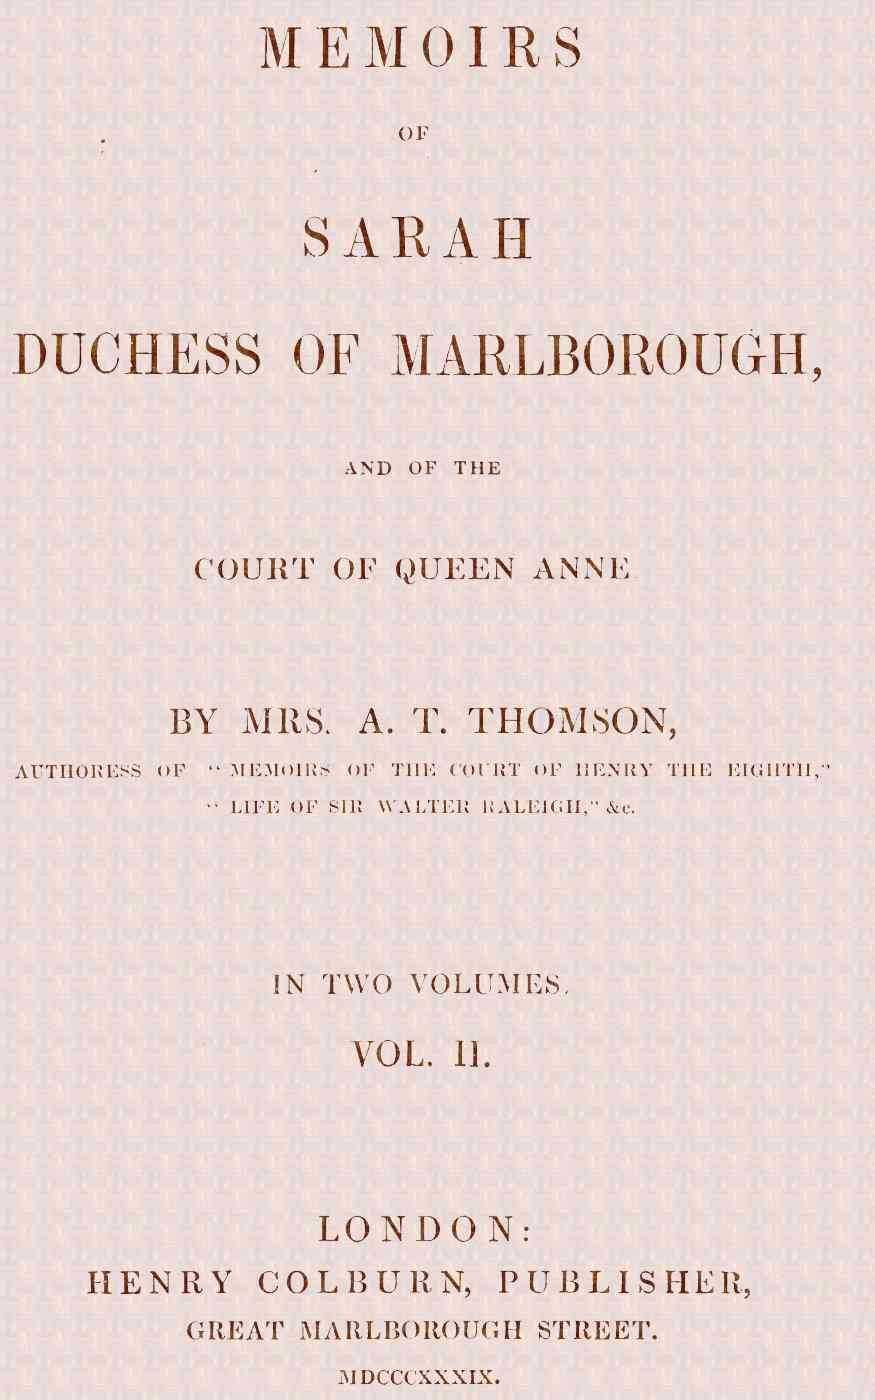 MEMOIRS
OF
SARAH
DUCHESS OF MARLBOROUGH,
AND OF THE
COURT OF QUEEN ANNE
BY MRS. A. T. THOMSON,
AUTHORESS OF “MEMOIRS OF THE COURT OF HENRY THE EIGHTH,”
“LIFE OF SIR WALTER RALEIGH,” &c.
IN TWO VOLUMES.
VOL. II.
LONDON:
HENRY COLBURN, PUBLISHER,
GREAT MARLBOROUGH STREET.
MDCCCXXXIX.